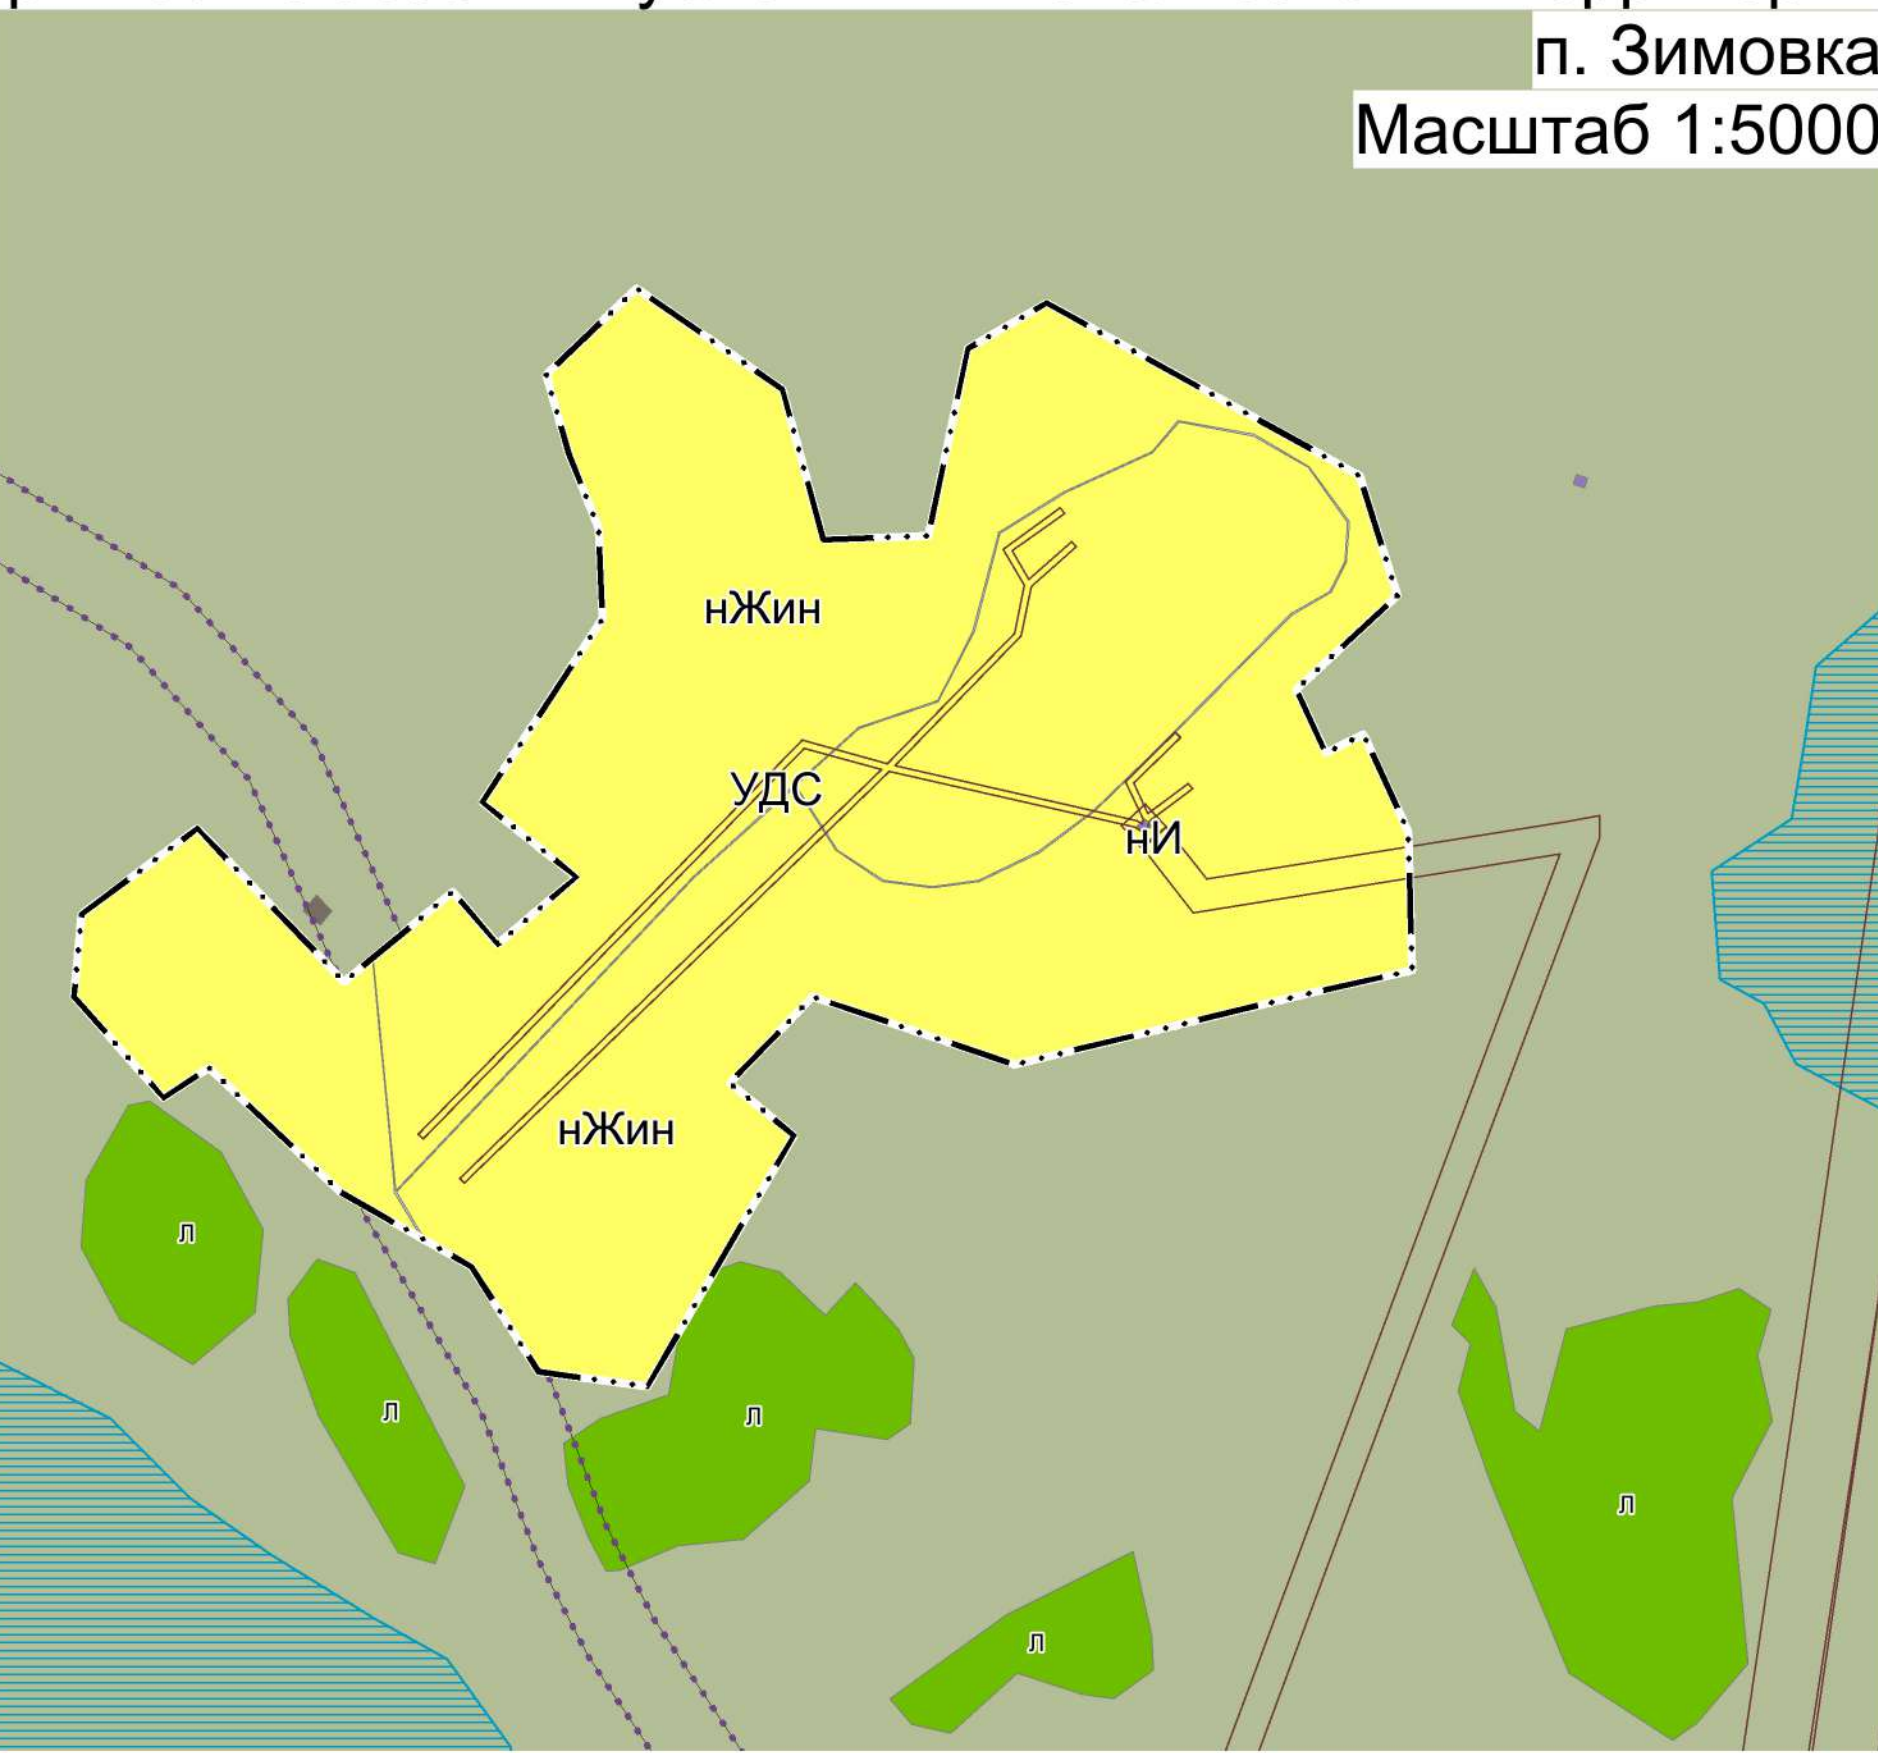 п. Зимовка
Масштаб 1:5000
нЖин
УДС
нИ
нЖин
л
л
л
л
л